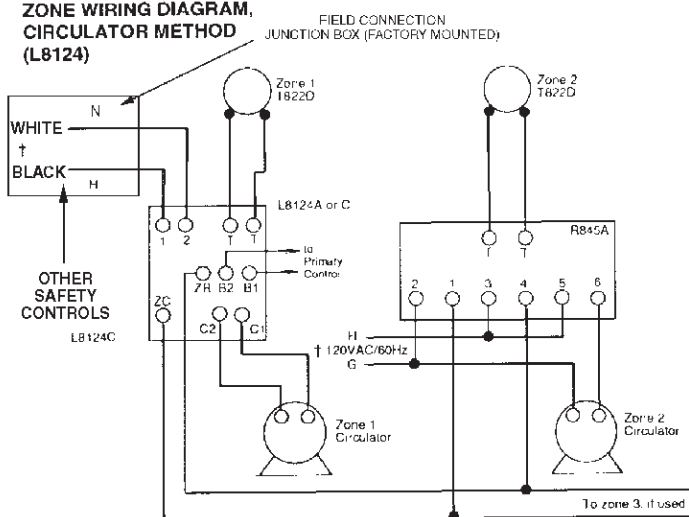 ZONE WIRING DIAGRAM,
CIRCULATOR METHOD
(L8124)
FIELD CONNECTION
JUNCTION BOX (FACTORY MOUNTED)
N
WHITE
†
BLACK
H
OTHER
SAFETY
CONTROLS
L8124C
Zone 1
T822D
Zone 2
T822D
L8124A or C
1 2 T T
ZR B2 B1
to
Primary
Control
ZC
C2 C1
Zone 1
Circulator
R845A
T T
2 1 3 4 5 6
H
† 120VAC/60Hz
G
Zone 2
Circulator
To zone 3, if used